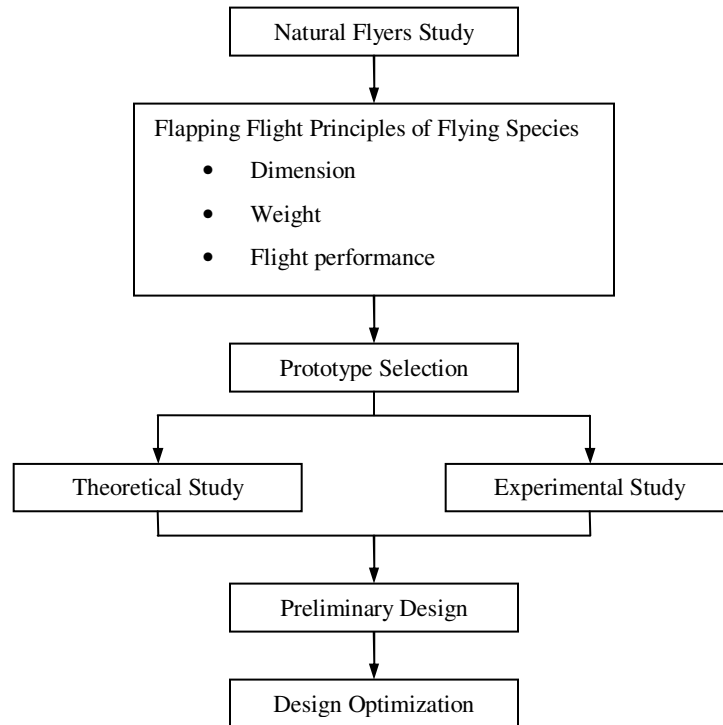 Natural Flyers Study
Flapping Flight Principles of Flying Species
• Dimension
• Weight
• Flight performance
Prototype Selection
Theoretical Study
Experimental Study
Preliminary Design
Design Optimization